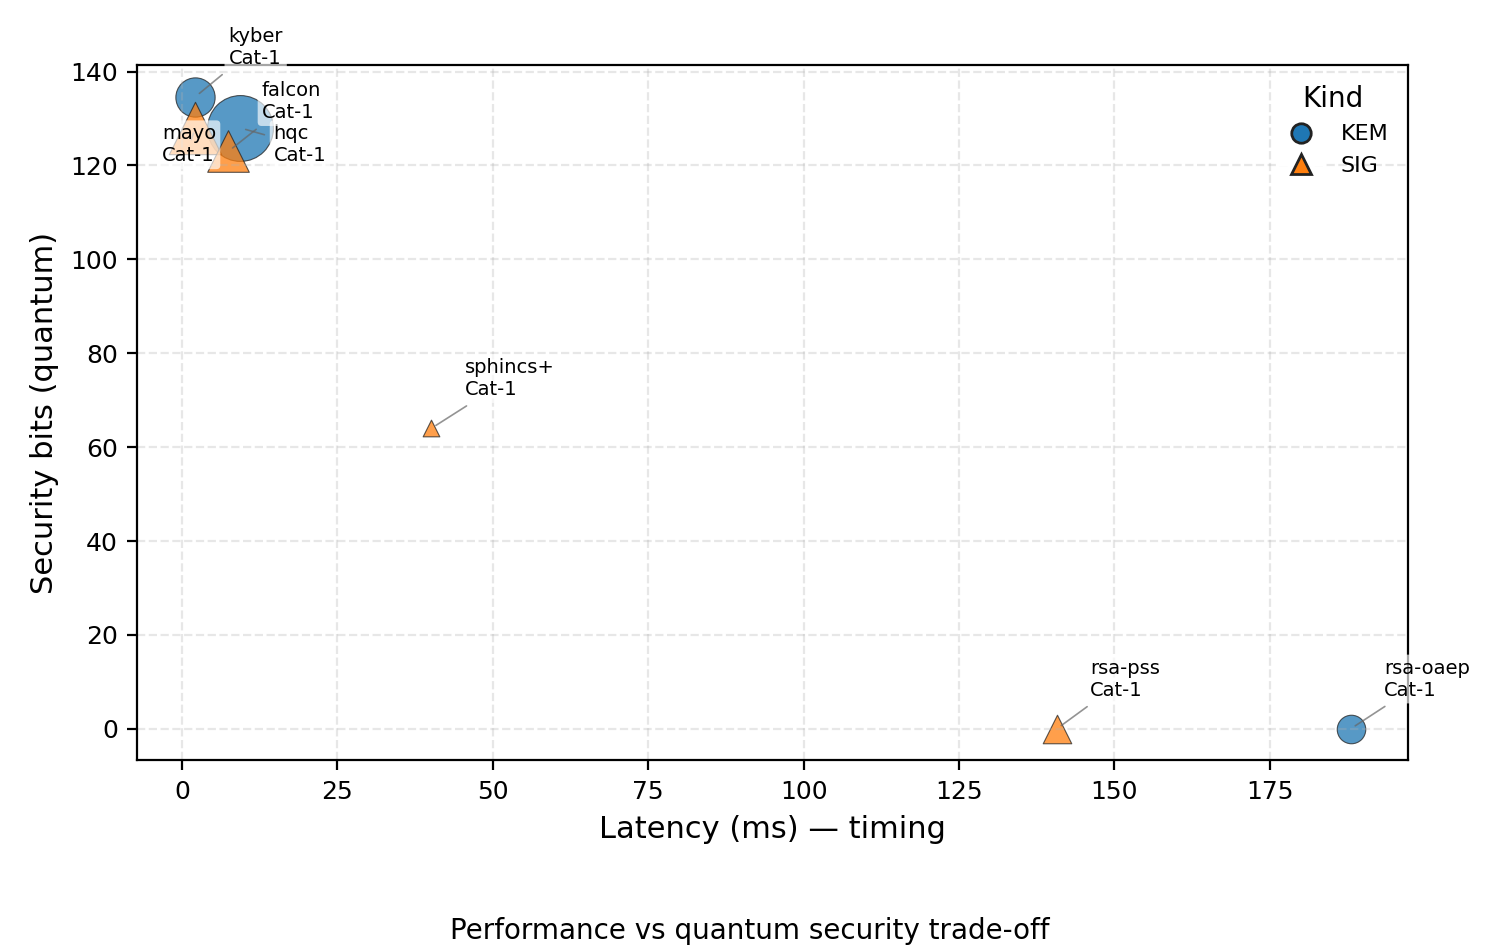 kyber
Cat-1
falcon
Cat-1
mayo
Cat-1
hqc
Cat-1
sphincs+
Cat-1
rsa-pss
Cat-1
rsa-oaep
Cat-1
Kind
KEM
SIG
140
120
100
80
60
40
20
0
Security bits (quantum)
0
25
50
75
100
125
150
175
Latency (ms) — timing
Performance vs quantum security trade-off